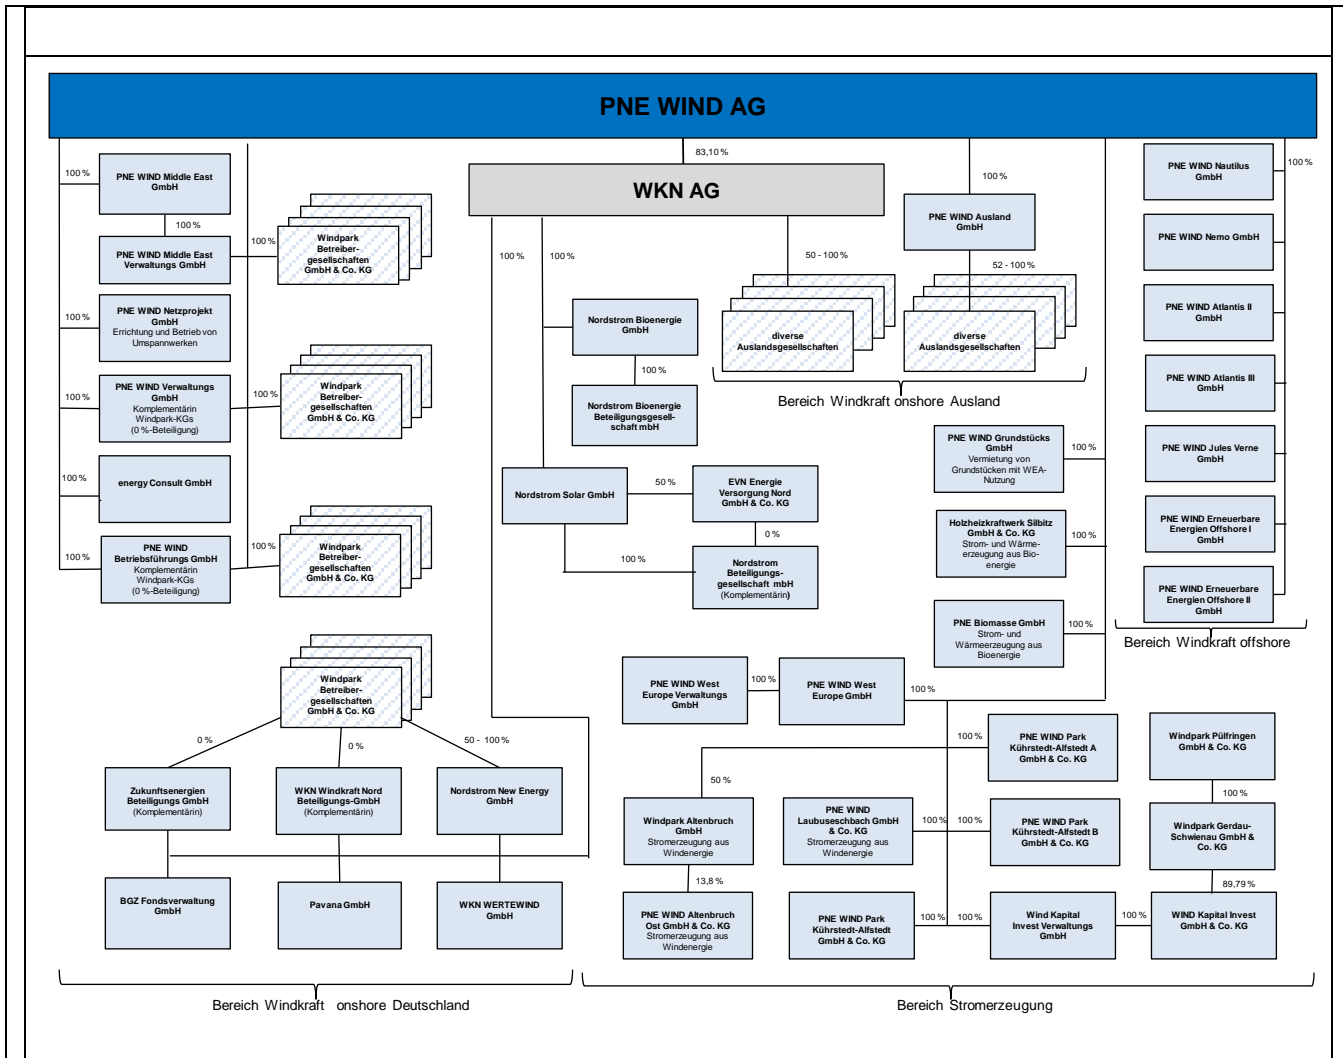 PNE WIND AG
83,10 %
WKN AG
100 %
PNE WIND Middle East
GmbH
100 %
PNE WIND Middle East
Verwaltungs GmbH
100 %
Windpark
Betreiber-
gesellschaften
GmbH & Co. KG
100 %
PNE WIND Netzprojekt
GmbH
Errichtung und Betrieb von
Umspannwerken
100 %
PNE WIND Verwaltungs
GmbH
Komplementärin
Windpark-KGs
(0 %-Beteiligung)
100 %
Windpark
Betreiber-
gesellschaften
GmbH & Co. KG
100 %
energy Consult GmbH
100 %
PNE WIND
Betriebsführungs GmbH
Komplementärin
Windpark-KGs
(0 %-Beteiligung)
100 %
Windpark
Betreiber-
gesellschaften
GmbH & Co. KG
Windpark
Betreiber-
gesellschaften
GmbH & Co. KG
0 %
0 %
50 - 100 %
Zukunftsenergien
Beteiligungs GmbH
(Komplementärin)
WKN Windkraft Nord
Beteiligungs-GmbH
(Komplementärin)
Nordstrom New Energy
GmbH
BGZ Fondsverwaltung
GmbH
Pavana GmbH
WKN WERTEWIND
GmbH
Bereich Windkraft onshore Deutschland
100 %
100 %
50 - 100 %
Nordstrom Bioenergie
GmbH
100 %
Nordstrom Bioenergie
Beteiligungsgesell-
schaft mbH
Nordstrom Solar GmbH
50 %
EVN Energie
Versorgung Nord
GmbH & Co. KG
0 %
100 %
Nordstrom
Beteiligungs-
gesellschaft mbH
(Komplementärin)
diverse
Auslandsgesellschaften
100 %
PNE WIND Ausland
GmbH
52 - 100 %
diverse
Auslandsgesellschaften
Bereich Windkraft onshore Ausland
PNE WIND Grundstücks
GmbH
Vermietung von
Grundstücken mit WEA-
Nutzung
100 %
Holzheizkraftwerk Silbitz
GmbH & Co. KG
Strom- und Wärme-
erzeugung aus Bio-
energie
100 %
PNE Biomasse GmbH
Strom- und
Wärmeerzeugung aus
Bioenergie
100 %
PNE WIND West
Europe Verwaltungs
GmbH
100 %
PNE WIND West
Europe GmbH
100 %
100 %
PNE WIND Park
Kührstedt-Alfstedt A
GmbH & Co. KG
Windpark Pülfringen
GmbH & Co. KG
50 %
100 %
Windpark Altenbruch
GmbH
Stromerzeugung aus
Windenergie
PNE WIND
Laubuseschbach GmbH
& Co. KG
Stromerzeugung aus
Windenergie
100 %
100 %
PNE WIND Park
Kührstedt-Alfstedt B
GmbH & Co. KG
Windpark Gerdau-
Schwienau GmbH &
Co. KG
13,8 %
89,79 %
PNE WIND Altenbruch
Ost GmbH & Co. KG
Stromerzeugung aus
Windenergie
PNE WIND Park
Kührstedt-Alfstedt
GmbH & Co. KG
100 %
100 %
Wind Kapital
Invest Verwaltungs
GmbH
100 %
WIND Kapital Invest
GmbH & Co. KG
Bereich Stromerzeugung
PNE WIND Nautilus
GmbH
100 %
PNE WIND Nemo GmbH
PNE WIND Atlantis II
GmbH
PNE WIND Atlantis III
GmbH
PNE WIND Jules Verne
GmbH
PNE WIND Erneuerbare
Energien Offshore I
GmbH
PNE WIND Erneuerbare
Energien Offshore II
GmbH
Bereich Windkraft offshore